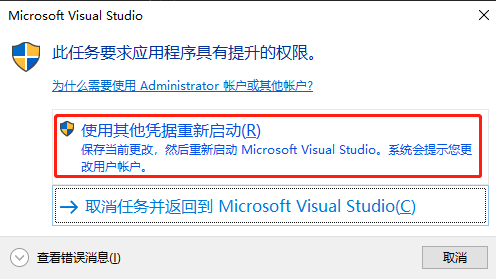 Microsoft Visual Studio
此任务要求应用程序具有提升的权限。
为什么需要使用 Administrator 帐户或其他帐户?
使用其他凭据重新启动(R)
保存当前更改，然后重新启动 Microsoft Visual Studio。系统会提示您更
改用户帐户。
取消任务并返回到 Microsoft Visual Studio(C)
查看错误消息(I)
取消